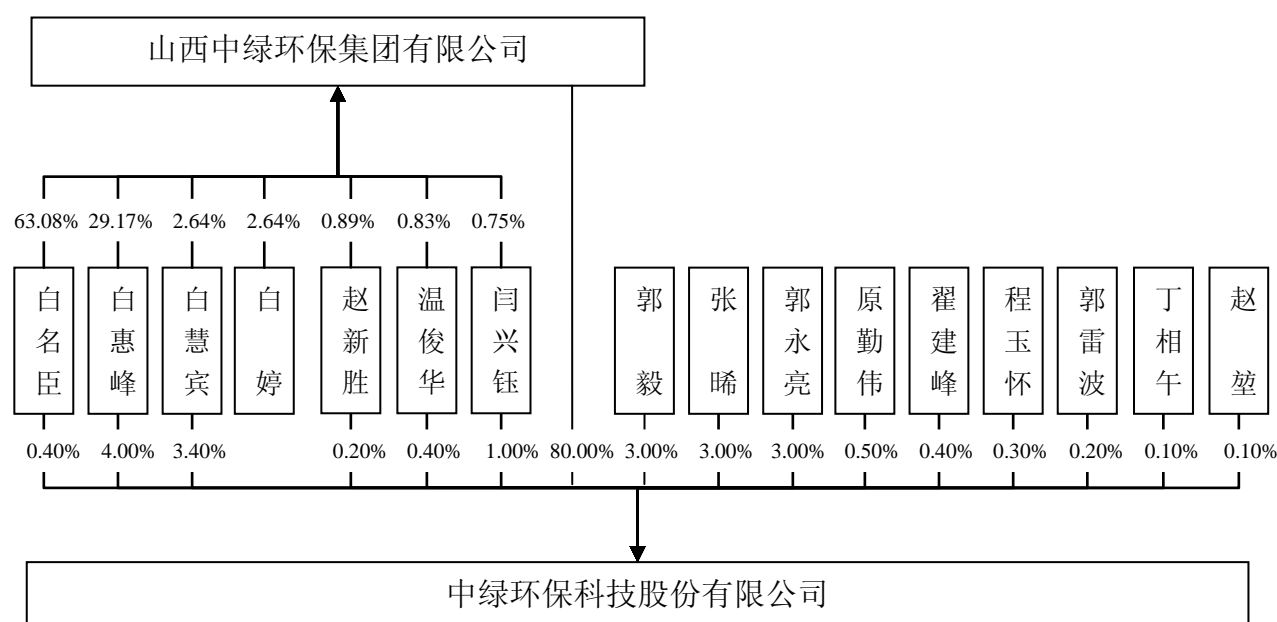 山西中绿环保集团有限公司
63.08% 29.17% 2.64% 2.64% 0.89% 0.83% 0.75%
白名臣
白惠峰
白慧宾
白婷
赵新胜
温俊华
闫兴钰
郭毅
张晞
郭永亮
原勤伟
翟建峰
程玉怀
郭雷波
丁相午
赵堃
0.40% 4.00% 3.40% 0.20% 0.40% 1.00% 80.00% 3.00% 3.00% 3.00% 0.50% 0.40% 0.30% 0.20% 0.10% 0.10%
中绿环保科技股份有限公司